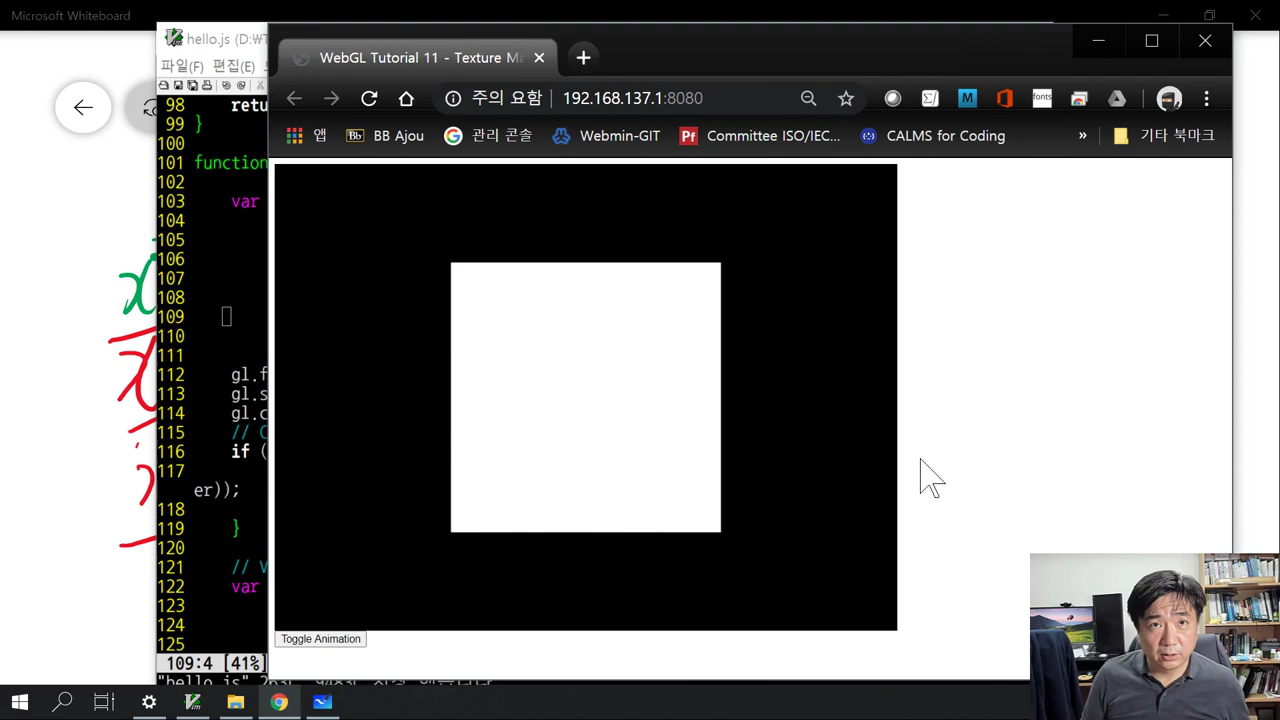 Microsoft Whiteboard
hello.js (D:\T
파일(F) 편집(E)
WebGL Tutorial 11 - Texture Ma
주의 요함 192.168.137.1:8080
fonts
앱 BB Ajou 관리 콘솔 Webmin-GIT Committee ISO/IEC... CALMS for Coding » 기타 북마크
98 retu
99 }
100
101 function
102
103 var
104
105
106
107
108
109
110
111
112 gl.f
113 gl.s
114 gl.c
115 // C
116 if (
117
er));
118
119 }
120
121 // V
122 var
123
124
125
109:4 [41%]
Toggle Animation